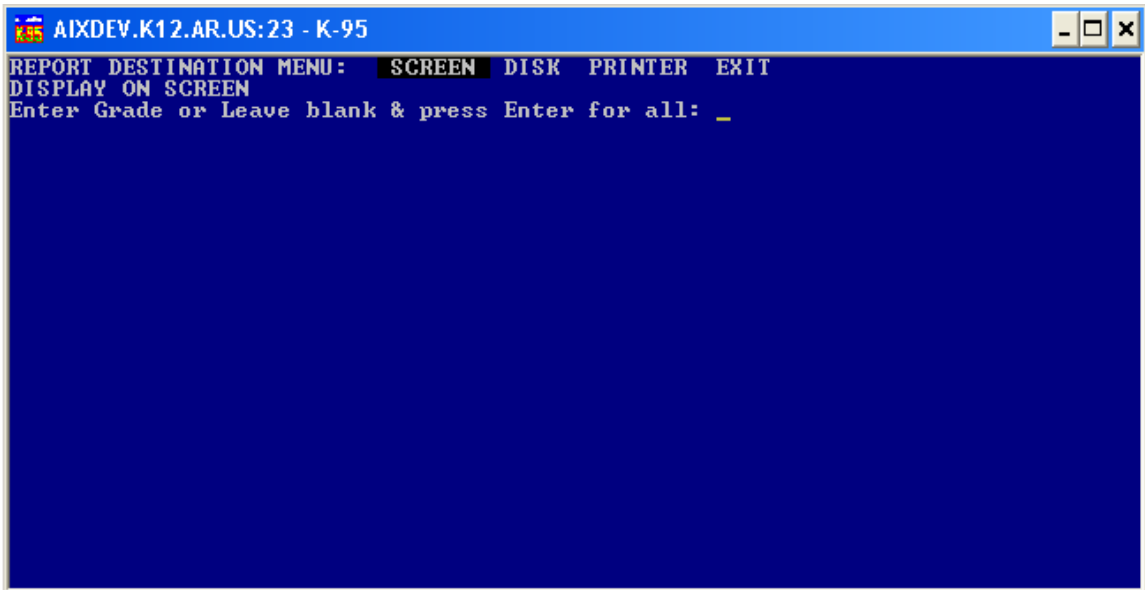 K95 AIXDEV.K12.AR.US:23 - K-95
REPORT DESTINATION MENU: SCREEN DISK PRINTER EXIT
DISPLAY ON SCREEN
Enter Grade or Leave blank & press Enter for all: _